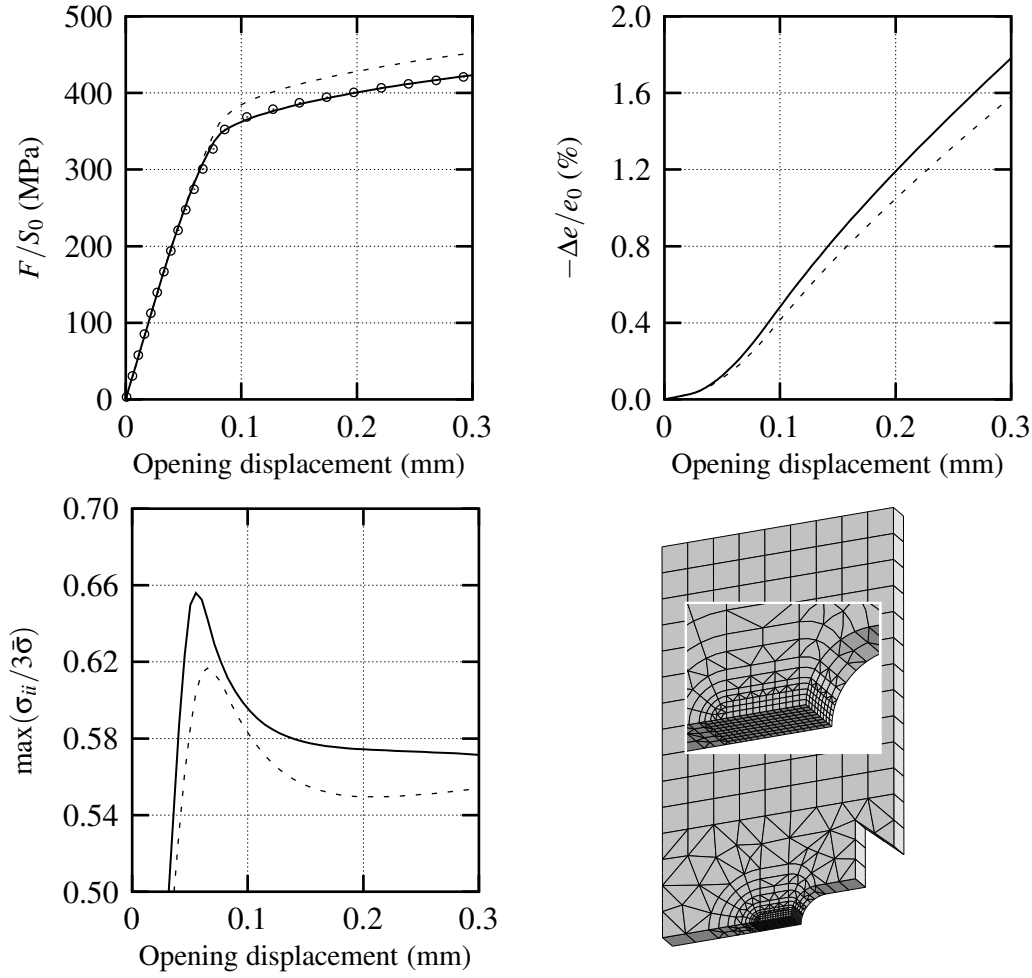 500
400
300
200
100
0
F/S₀ (MPa)
0 0.1 0.2 0.3
Opening displacement (mm)
2.0
1.6
1.2
0.8
0.4
0.0
−Δe/e₀ (%)
0 0.1 0.2 0.3
Opening displacement (mm)
0.70
0.66
0.62
0.58
0.54
0.50
max(σᵢᵢ/3σ̄)
0 0.1 0.2 0.3
Opening displacement (mm)